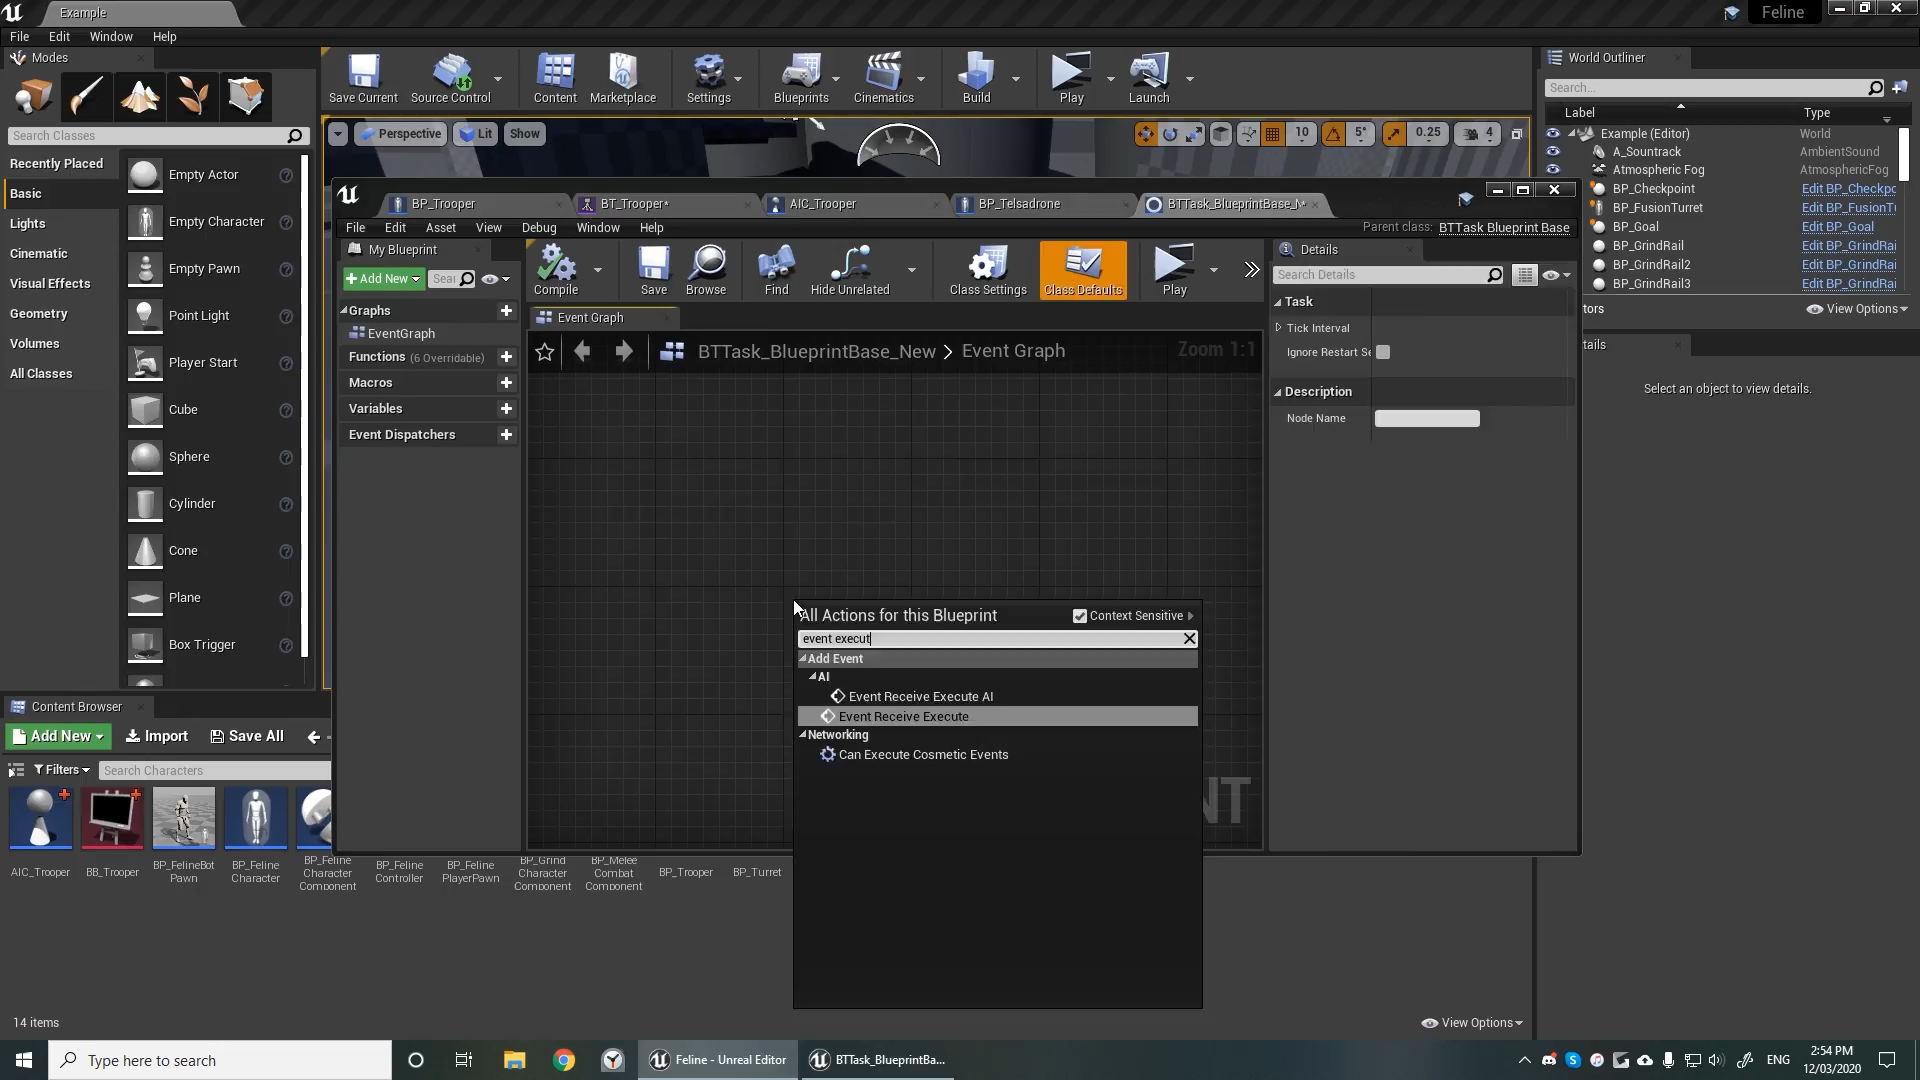 Example
Feline
File Edit Window Help
Modes
World Outliner
Save Current
Source Control
Content
Marketplace
Settings
Blueprints
Cinematics
Build
Play
Launch
Search...
Label
Type
Search Classes
Perspective
Lit
Show
10
5°
0.25
4
Example (Editor) World
A_Sountrack AmbientSound
Atmospheric Fog AtmosphericFog
BP_Checkpoint Edit BP_Checkpo
BP_FusionTurret Edit BP_FusionTu
BP_Goal Edit BP_Goal
BP_GrindRail Edit BP_GrindRai
BP_GrindRail2 Edit BP_GrindRai
BP_GrindRail3 Edit BP_GrindRai
tors
View Options
tails
Select an object to view details.
Recently Placed
Basic
Lights
Cinematic
Visual Effects
Geometry
Volumes
All Classes
Empty Actor
Empty Character
Empty Pawn
Point Light
Player Start
Cube
Sphere
Cylinder
Cone
Plane
Box Trigger
BP_Trooper
BT_Trooper*
AIC_Trooper
BP_Telsadrone
BTTask_BlueprintBase_N*
File Edit Asset View Debug Window Help
Parent class: BTTask Blueprint Base
My Blueprint
+ Add New
Sear
Compile
Save
Browse
Find
Hide Unrelated
Class Settings
Class Defaults
Play
Graphs
EventGraph
Functions (6 Overridable)
Macros
Variables
Event Dispatchers
Event Graph
BTTask_BlueprintBase_New > Event Graph
Zoom 1:1
Details
Search Details
Task
Tick Interval
Ignore Restart Se
Description
Node Name
All Actions for this Blueprint
Context Sensitive
event execut
Add Event
AI
Event Receive Execute AI
Event Receive Execute
Networking
Can Execute Cosmetic Events
NT
Content Browser
Add New
Import
Save All
Filters
Search Characters
AIC_Trooper
BB_Trooper
BP_FelineBot
Pawn
BP_Feline
Character
BP_Feline
Character
Component
BP_Feline
Controller
BP_Feline
PlayerPawn
BP_Grind
Character
Component
BP_Melee
Combat
Component
BP_Trooper
BP_Turret
14 items
View Options
Type here to search
Feline - Unreal Editor
BTTask_BlueprintBa...
ENG
2:54 PM
12/03/2020